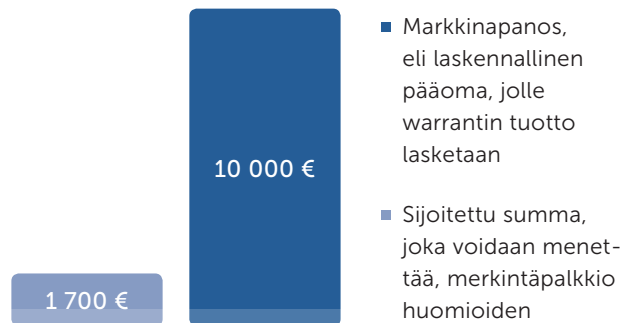 Markkinapanos,
eli laskennallinen
pääoma, jolle
warrantin tuotto
lasketaan
10 000 €
Sijoitettu summa,
joka voidaan menet-
tää, merkintäpalkkio
huomioiden
1 700 €